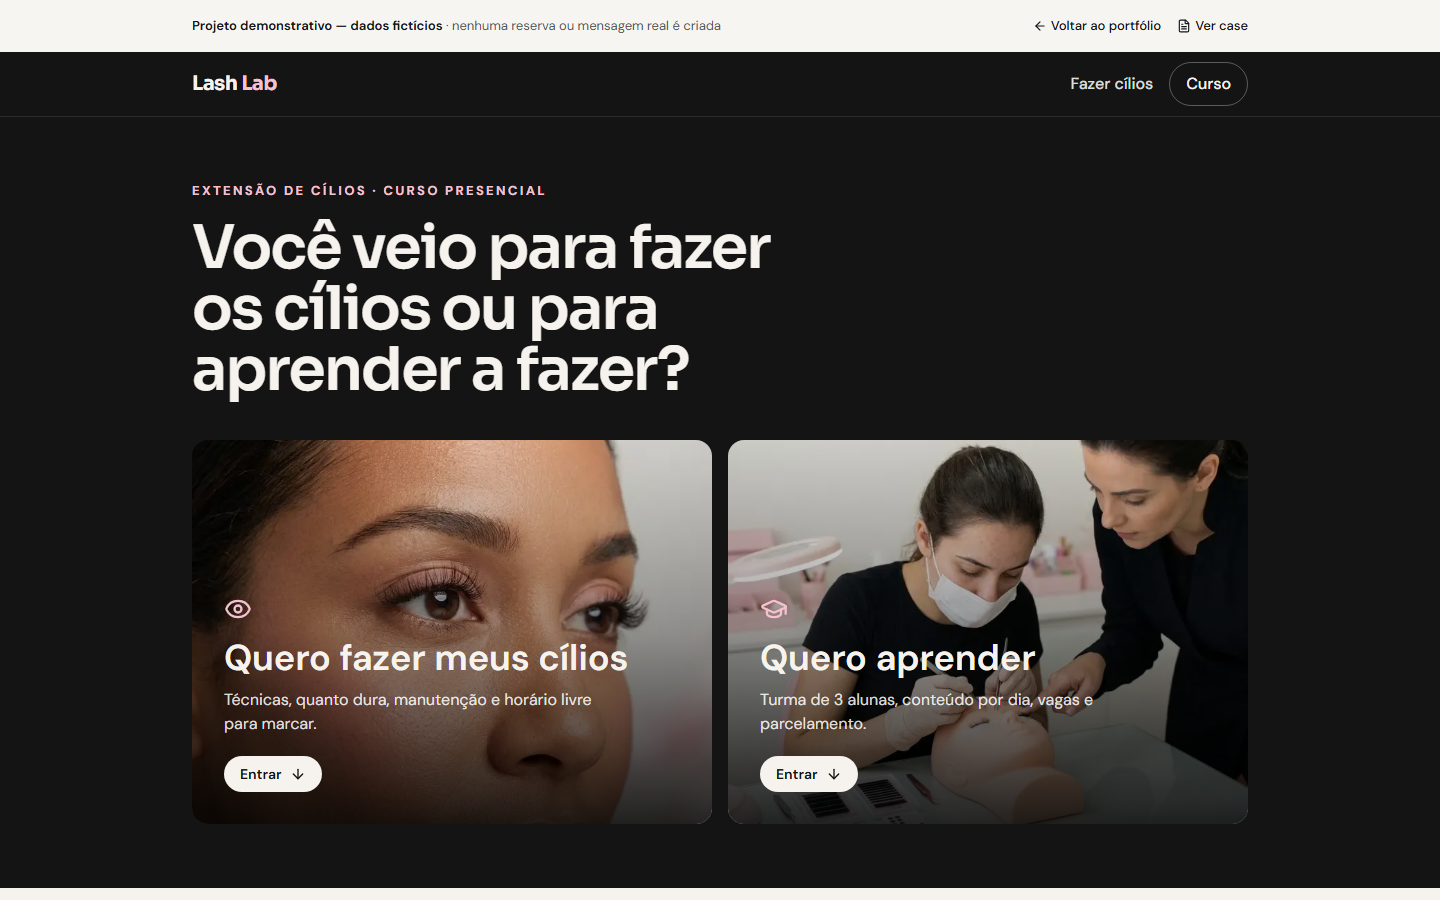 Projeto demonstrativo — dados fictícios · nenhuma reserva ou mensagem real é criada
Voltar ao portfólio
Ver case
Lash Lab
Fazer cílios
Curso
EXTENSÃO DE CÍLIOS · CURSO PRESENCIAL
Você veio para fazer
os cílios ou para
aprender a fazer?
Quero fazer meus cílios
Técnicas, quanto dura, manutenção e horário livre
para marcar.
Entrar
Quero aprender
Turma de 3 alunas, conteúdo por dia, vagas e
parcelamento.
Entrar